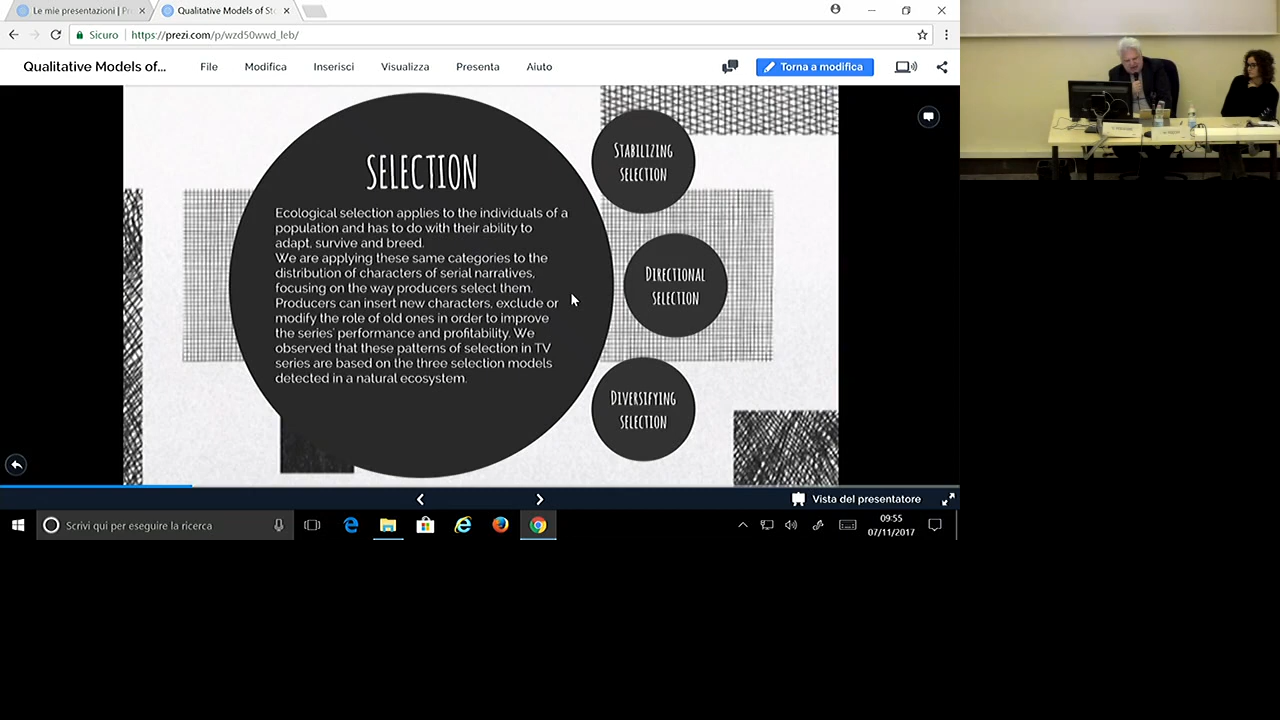 Le mie presentazioni | Pr
Qualitative Models of Sto
Sicuro
https://prezi.com/p/wzd50wwd_leb/
Qualitative Models of...
File
Modifica
Inserisci
Visualizza
Presenta
Aiuto
Torna a modifica
SELECTION
Ecological selection applies to the individuals of a
population and has to do with their ability to
adapt, survive and breed.
We are applying these same categories to the
distribution of characters of serial narratives,
focusing on the way producers select them.
Producers can insert new characters, exclude or
modify the role of old ones in order to improve
the series' performance and profitability. We
observed that these patterns of selection in TV
series are based on the three selection models
detected in a natural ecosystem.
STABILIZING
SELECTION
DIRECTIONAL
SELECTION
DIVERSIFYING
SELECTION
Vista del presentatore
Scrivi qui per eseguire la ricerca
09:55
07/11/2017